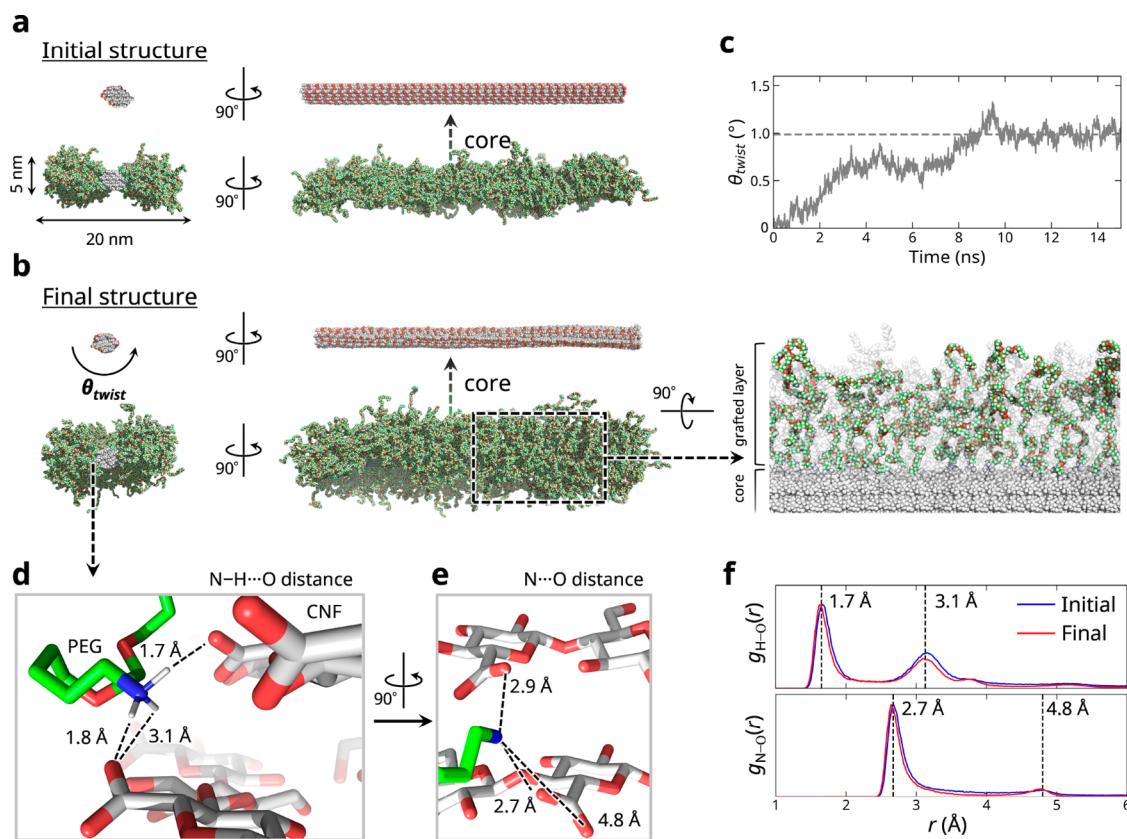 a
Initial structure
90°
5 nm
90°
20 nm
core
b
Final structure
θtwist
90°
90°
core
90°
core grafted layer
c
θtwist (°)
1.5
1.0
0.5
0
0 2 4 6 8 10 12 14
Time (ns)
d
N−H···O distance
PEG
CNF
1.7 Å
1.8 Å
3.1 Å
90°
e
N···O distance
2.9 Å
2.7 Å
4.8 Å
f
gH–O(r)
1.7 Å
3.1 Å
Initial
Final
gN–O(r)
2.7 Å
4.8 Å
1 2 3 4 5 6
r (Å)